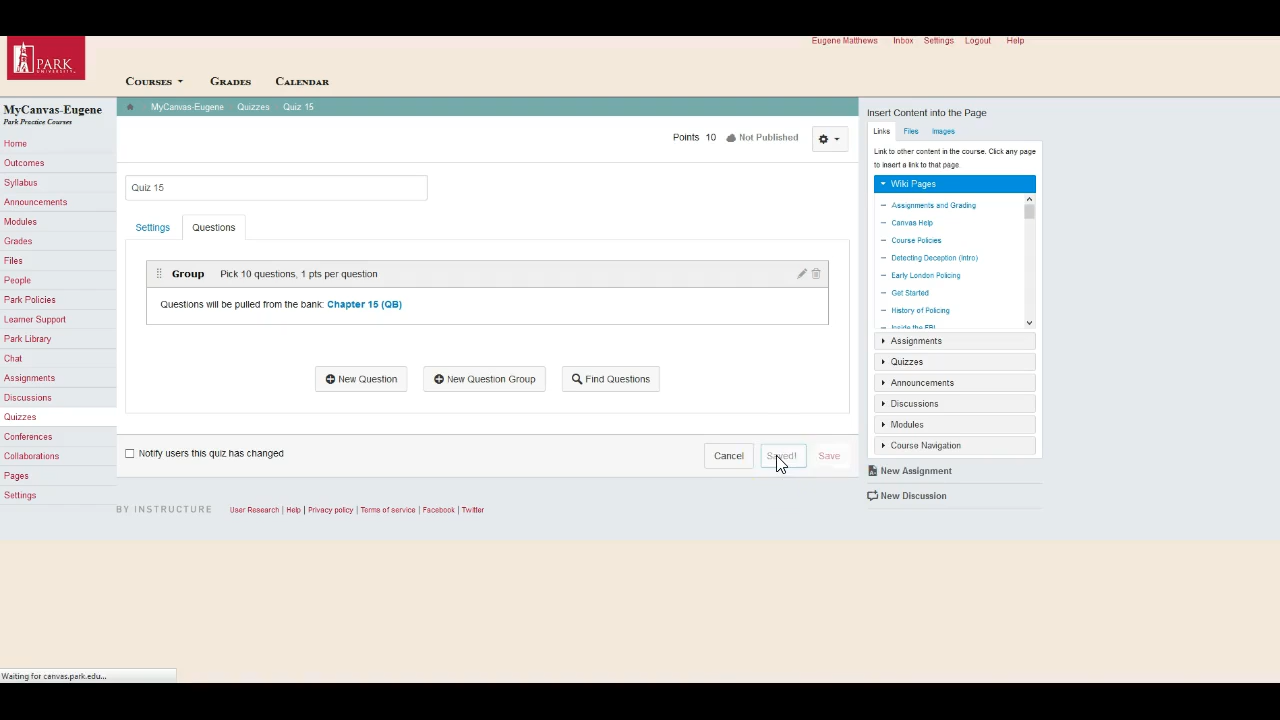 Eugene Matthews Inbox Settings Logout Help
PARK
UNIVERSITY
COURSES GRADES CALENDAR
MyCanvas-Eugene
Park Practice Courses
Home
Outcomes
Syllabus
Announcements
Modules
Grades
Files
People
Park Policies
Learner Support
Park Library
Chat
Assignments
Discussions
Quizzes
Conferences
Collaborations
Pages
Settings
MyCanvas-Eugene Quizzes Quiz 15
Points 10 Not Published
Quiz 15
Settings Questions
Group Pick 10 questions, 1 pts per question
Questions will be pulled from the bank: Chapter 15 (QB)
New Question New Question Group Find Questions
Notify users this quiz has changed
Cancel Saved! Save
BY INSTRUCTURE User Research | Help | Privacy policy | Terms of service | Facebook | Twitter
Insert Content into the Page
Links Files Images
Link to other content in the course. Click any page
to insert a link to that page.
Wiki Pages
Assignments and Grading
Canvas Help
Course Policies
Detecting Deception (Intro)
Early London Policing
Get Started
History of Policing
Inside the FBI
Assignments
Quizzes
Announcements
Discussions
Modules
Course Navigation
New Assignment
New Discussion
Waiting for canvas.park.edu...